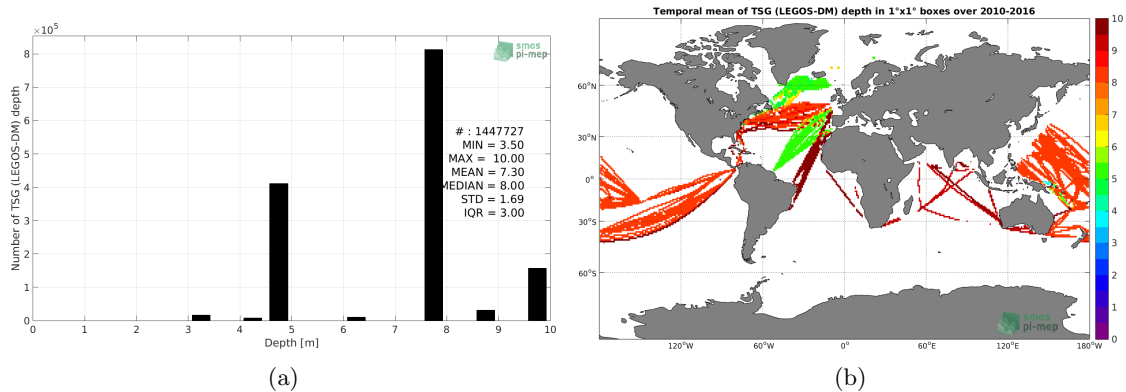 ×10⁵
8
7
6
5
4
3
2
1
0
Number of TSG (LEGOS-DM) depth
smos
pi-mep
# : 1447727
MIN = 3.50
MAX = 10.00
MEAN = 7.30
MEDIAN = 8.00
STD = 1.69
IQR = 3.00
0 1 2 3 4 5 6 7 8 9 10
Depth [m]
(a)
Temporal mean of TSG (LEGOS-DM) depth in 1°x1° boxes over 2010-2016
60°N
30°N
0°
30°S
60°S
120°W 60°W 0° 60°E 120°E 180°W
smos
pi-mep
10
9
8
7
6
5
4
3
2
1
0
(b)